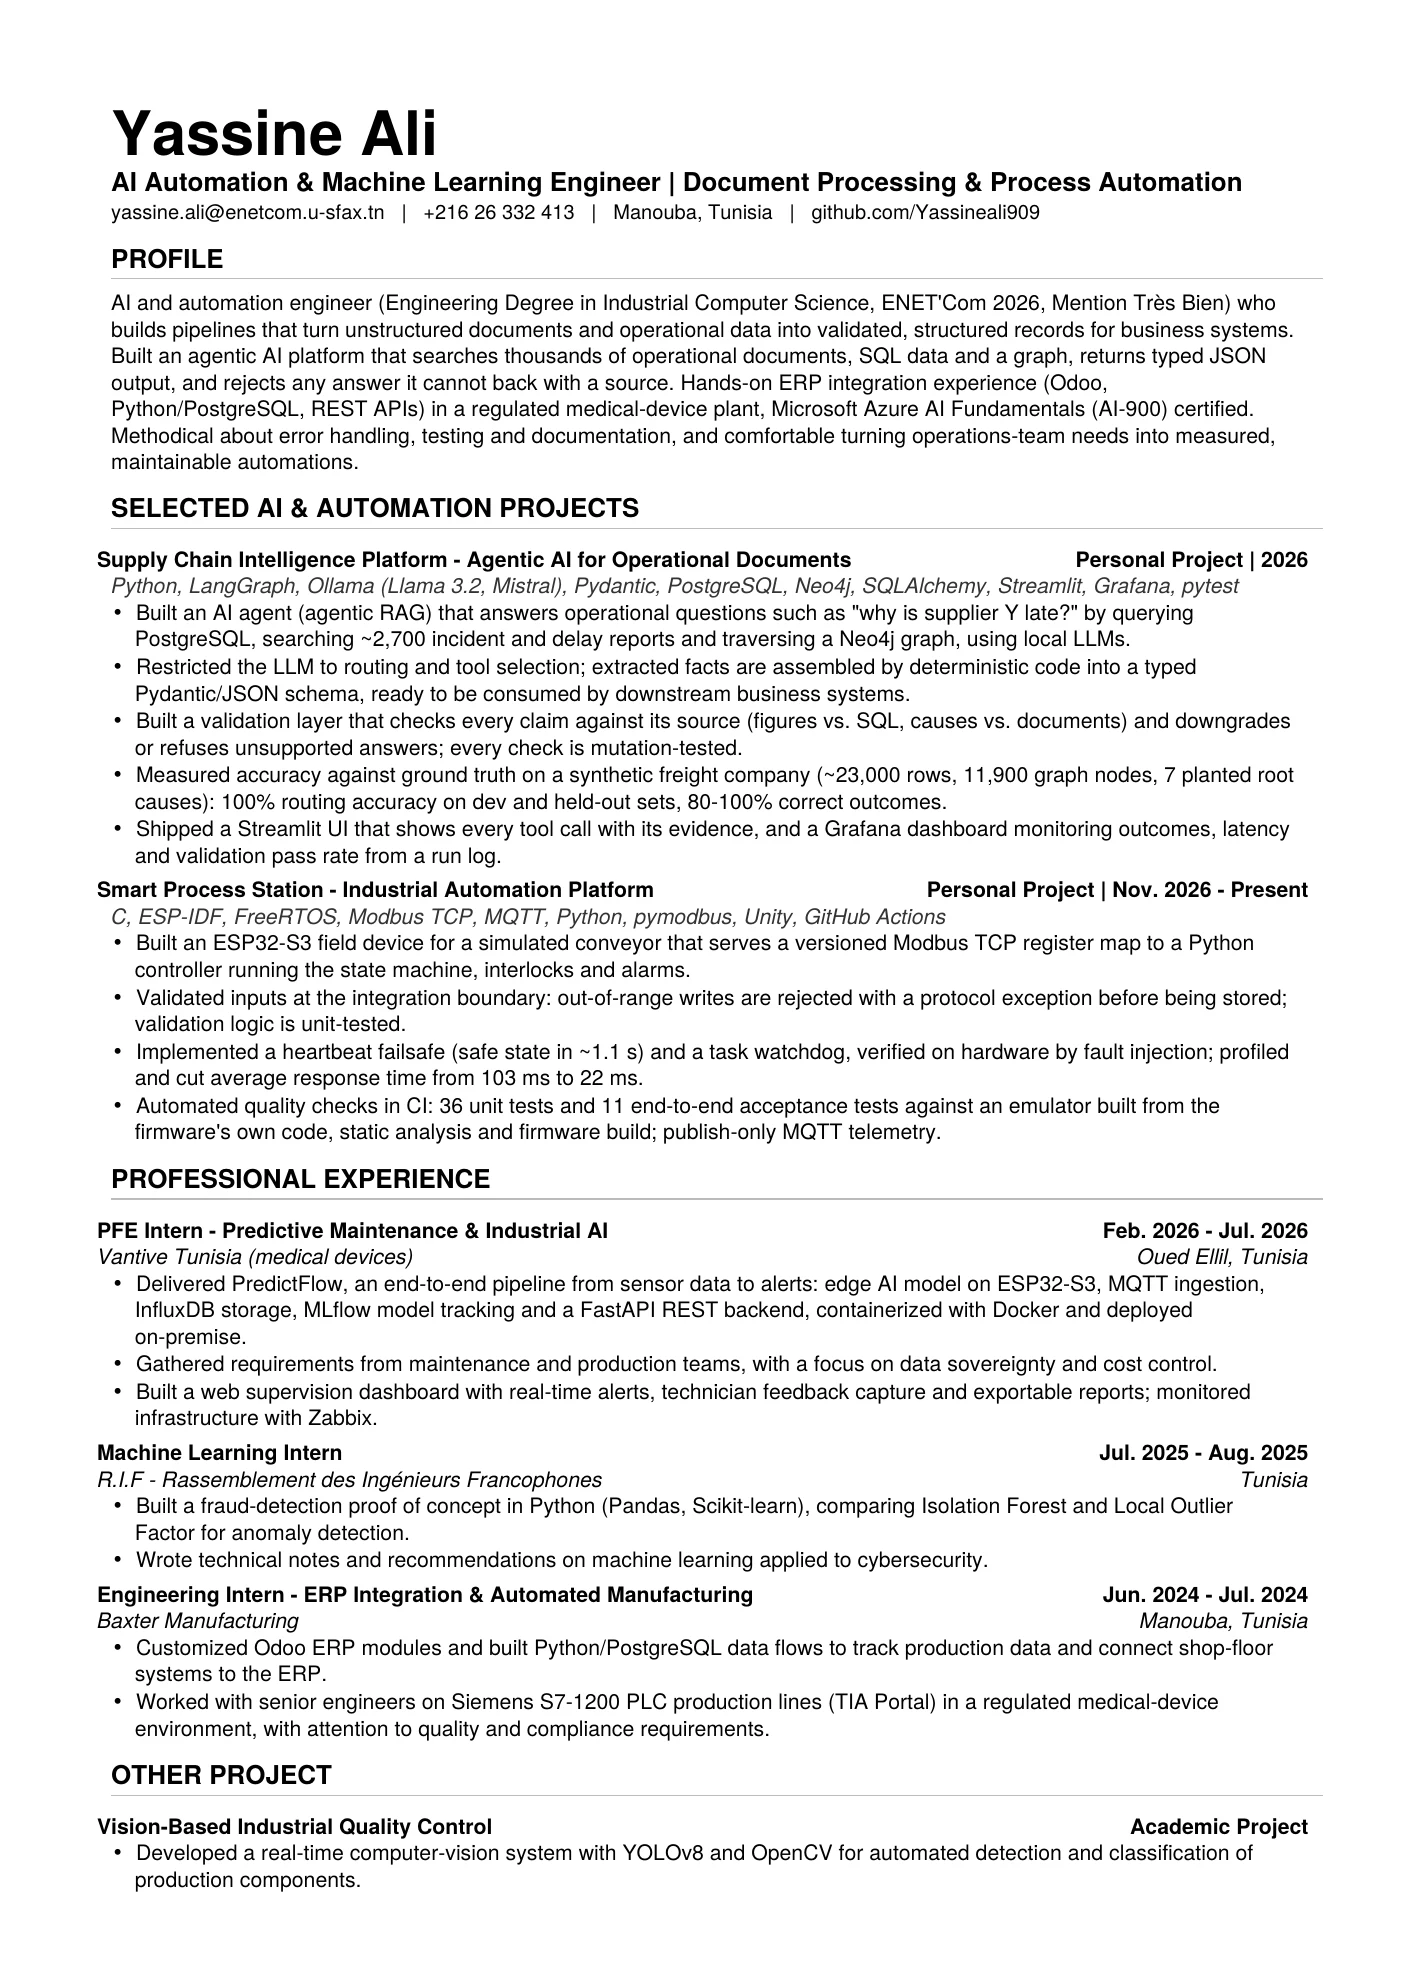 Yassine Ali
AI Automation & Machine Learning Engineer | Document Processing & Process Automation
yassine.ali@enetcom.u-sfax.tn | +216 26 332 413 | Manouba, Tunisia | github.com/Yassineali909
PROFILE
AI and automation engineer (Engineering Degree in Industrial Computer Science, ENET'Com 2026, Mention Très Bien) who
builds pipelines that turn unstructured documents and operational data into validated, structured records for business systems.
Built an agentic AI platform that searches thousands of operational documents, SQL data and a graph, returns typed JSON
output, and rejects any answer it cannot back with a source. Hands-on ERP integration experience (Odoo,
Python/PostgreSQL, REST APIs) in a regulated medical-device plant, Microsoft Azure AI Fundamentals (AI-900) certified.
Methodical about error handling, testing and documentation, and comfortable turning operations-team needs into measured,
maintainable automations.
SELECTED AI & AUTOMATION PROJECTS
Supply Chain Intelligence Platform - Agentic AI for Operational Documents Personal Project | 2026
Python, LangGraph, Ollama (Llama 3.2, Mistral), Pydantic, PostgreSQL, Neo4j, SQLAlchemy, Streamlit, Grafana, pytest
• Built an AI agent (agentic RAG) that answers operational questions such as "why is supplier Y late?" by querying
PostgreSQL, searching ~2,700 incident and delay reports and traversing a Neo4j graph, using local LLMs.
• Restricted the LLM to routing and tool selection; extracted facts are assembled by deterministic code into a typed
Pydantic/JSON schema, ready to be consumed by downstream business systems.
• Built a validation layer that checks every claim against its source (figures vs. SQL, causes vs. documents) and downgrades
or refuses unsupported answers; every check is mutation-tested.
• Measured accuracy against ground truth on a synthetic freight company (~23,000 rows, 11,900 graph nodes, 7 planted root
causes): 100% routing accuracy on dev and held-out sets, 80-100% correct outcomes.
• Shipped a Streamlit UI that shows every tool call with its evidence, and a Grafana dashboard monitoring outcomes, latency
and validation pass rate from a run log.
Smart Process Station - Industrial Automation Platform Personal Project | Nov. 2026 - Present
C, ESP-IDF, FreeRTOS, Modbus TCP, MQTT, Python, pymodbus, Unity, GitHub Actions
• Built an ESP32-S3 field device for a simulated conveyor that serves a versioned Modbus TCP register map to a Python
controller running the state machine, interlocks and alarms.
• Validated inputs at the integration boundary: out-of-range writes are rejected with a protocol exception before being stored;
validation logic is unit-tested.
• Implemented a heartbeat failsafe (safe state in ~1.1 s) and a task watchdog, verified on hardware by fault injection; profiled
and cut average response time from 103 ms to 22 ms.
• Automated quality checks in CI: 36 unit tests and 11 end-to-end acceptance tests against an emulator built from the
firmware's own code, static analysis and firmware build; publish-only MQTT telemetry.
PROFESSIONAL EXPERIENCE
PFE Intern - Predictive Maintenance & Industrial AI Feb. 2026 - Jul. 2026
Vantive Tunisia (medical devices) Oued Ellil, Tunisia
• Delivered PredictFlow, an end-to-end pipeline from sensor data to alerts: edge AI model on ESP32-S3, MQTT ingestion,
InfluxDB storage, MLflow model tracking and a FastAPI REST backend, containerized with Docker and deployed
on-premise.
• Gathered requirements from maintenance and production teams, with a focus on data sovereignty and cost control.
• Built a web supervision dashboard with real-time alerts, technician feedback capture and exportable reports; monitored
infrastructure with Zabbix.
Machine Learning Intern Jul. 2025 - Aug. 2025
R.I.F - Rassemblement des Ingénieurs Francophones Tunisia
• Built a fraud-detection proof of concept in Python (Pandas, Scikit-learn), comparing Isolation Forest and Local Outlier
Factor for anomaly detection.
• Wrote technical notes and recommendations on machine learning applied to cybersecurity.
Engineering Intern - ERP Integration & Automated Manufacturing Jun. 2024 - Jul. 2024
Baxter Manufacturing Manouba, Tunisia
• Customized Odoo ERP modules and built Python/PostgreSQL data flows to track production data and connect shop-floor
systems to the ERP.
• Worked with senior engineers on Siemens S7-1200 PLC production lines (TIA Portal) in a regulated medical-device
environment, with attention to quality and compliance requirements.
OTHER PROJECT
Vision-Based Industrial Quality Control Academic Project
• Developed a real-time computer-vision system with YOLOv8 and OpenCV for automated detection and classification of
production components.